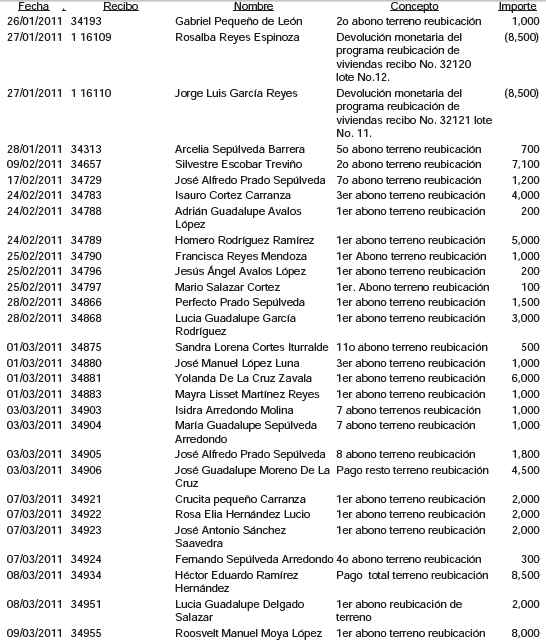 Fecha . Recibo Nombre Concepto Importe
26/01/2011 34193 Gabriel Pequeño de León 2o abono terreno reubicación 1,000
27/01/2011 1 16109 Rosalba Reyes Espinoza Devolución monetaria del (8,500)
programa reubicación de
viviendas recibo No. 32120
lote No.12.
27/01/2011 1 16110 Jorge Luis García Reyes Devolución monetaria del (8,500)
programa reubicación de
viviendas recibo No. 32121 lote
No. 11.
28/01/2011 34313 Arcelia Sepúlveda Barrera 5o abono terreno reubicación 700
09/02/2011 34657 Silvestre Escobar Treviño 2o abono terreno reubicación 7,100
17/02/2011 34729 José Alfredo Prado Sepúlveda 7o abono terreno reubicación 1,200
24/02/2011 34783 Isauro Cortez Carranza 3er abono terreno reubicación 4,000
24/02/2011 34788 Adrián Guadalupe Avalos 1er abono terreno reubicación 200
López
24/02/2011 34789 Homero Rodríguez Ramírez 1er abono terreno reubicación 5,000
25/02/2011 34790 Francisca Reyes Mendoza 1er Abono terreno reubicación 1,000
25/02/2011 34796 Jesús Ángel Avalos López 1er abono terreno reubicación 200
25/02/2011 34797 Mario Salazar Cortez 1er. Abono terreno reubicación 100
28/02/2011 34866 Perfecto Prado Sepúlveda 1er abono terreno reubicación 1,500
28/02/2011 34868 Lucia Guadalupe García 1er abono terreno reubicación 3,000
Rodríguez
01/03/2011 34875 Sandra Lorena Cortes Iturralde 11o abono terreno reubicación 500
01/03/2011 34880 José Manuel López Luna 3er abono terreno reubicación 1,000
01/03/2011 34881 Yolanda De La Cruz Zavala 1er abono terreno reubicación 6,000
01/03/2011 34883 Mayra Lisset Martínez Reyes 1er abono terreno reubicación 1,000
03/03/2011 34903 Isidra Arredondo Molina 7 abono terrenos reubicación 1,000
03/03/2011 34904 María Guadalupe Sepúlveda 7 abono terreno reubicación 1,000
Arredondo
03/03/2011 34905 José Alfredo Prado Sepúlveda 8 abono terreno reubicación 1,800
03/03/2011 34906 José Guadalupe Moreno De La Pago resto terreno reubicación 4,500
Cruz
07/03/2011 34921 Crucita pequeño Carranza 1er abono terreno reubicación 2,000
07/03/2011 34922 Rosa Elia Hernández Lucio 1er abono terreno reubicación 2,000
07/03/2011 34923 José Antonio Sánchez 1er abono terreno reubicación 2,000
Saavedra
07/03/2011 34924 Fernando Sepúlveda Arredondo 4o abono terreno reubicación 300
08/03/2011 34934 Héctor Eduardo Ramírez Pago total terreno reubicación 8,500
Hernández
08/03/2011 34951 Lucia Guadalupe Delgado 1er abono reubicación de 2,000
Salazar terreno
09/03/2011 34955 Roosvelt Manuel Moya López 1er abono terreno reubicación 8,000